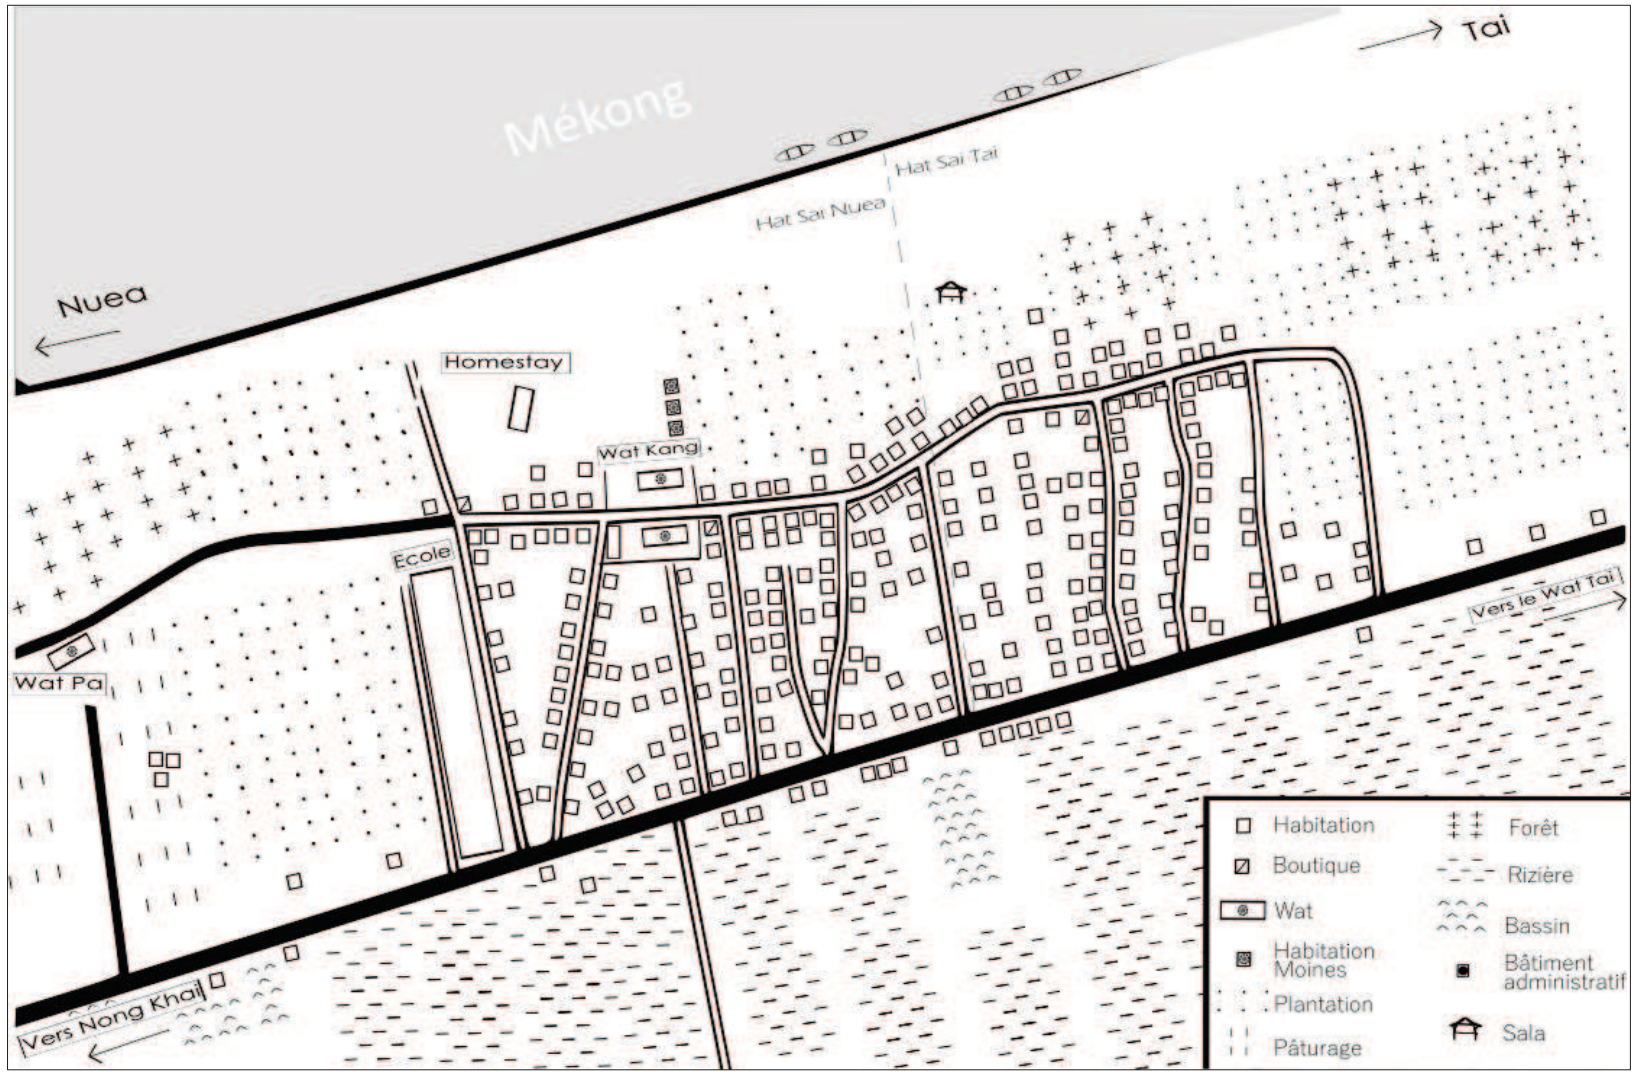 Tai
Mékong
Hat Sai Tai
Hat Sai Nuea
Nuea
Homestay
Wat Kang
Ecole
Vers le Wat Tai
Wat Pa
Vers Nong Khai
Habitation
Boutique
Wat
Habitation
Moines
Plantation
Pâturage
Forêt
Rizière
Bassin
Bâtiment
administratif
Sala